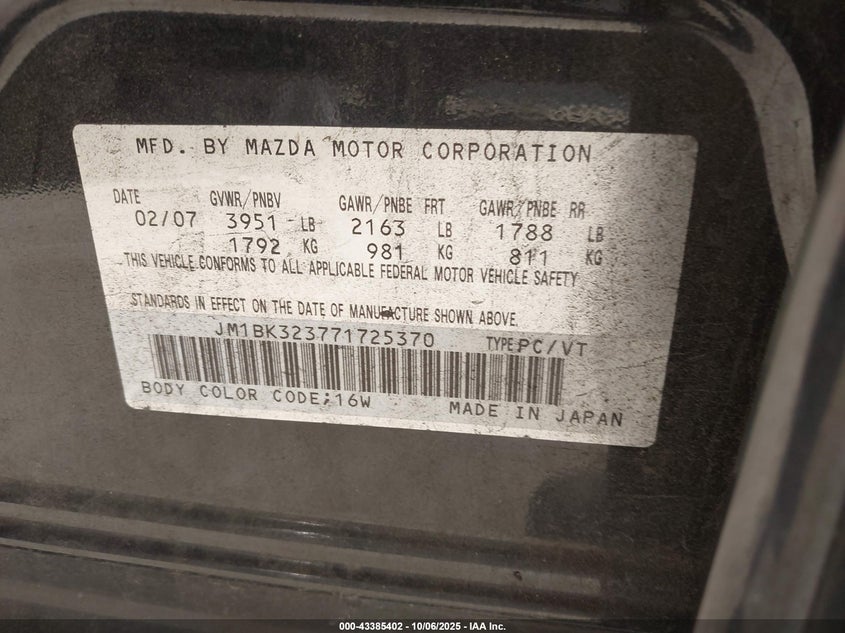 MFD. BY MAZDA MOTOR CORPORATION
DATE GVWR/PNBV GAWR/PNBE FRT GAWR/PNBE RR
02/07 3951 LB 2163 LB 1788 LB
1792 KG 981 KG 811 KG
THIS VEHICLE CONFORMS TO ALL APPLICABLE FEDERAL MOTOR VEHICLE SAFETY
STANDARDS IN EFFECT ON THE DATE OF MANUFACTURE SHOWN ABOVE.
JM1BK323771725370 TYPE:PC/VT
BODY COLOR CODE:16W MADE IN JAPAN
000-43385402 - 10/06/2025 - IAA Inc.